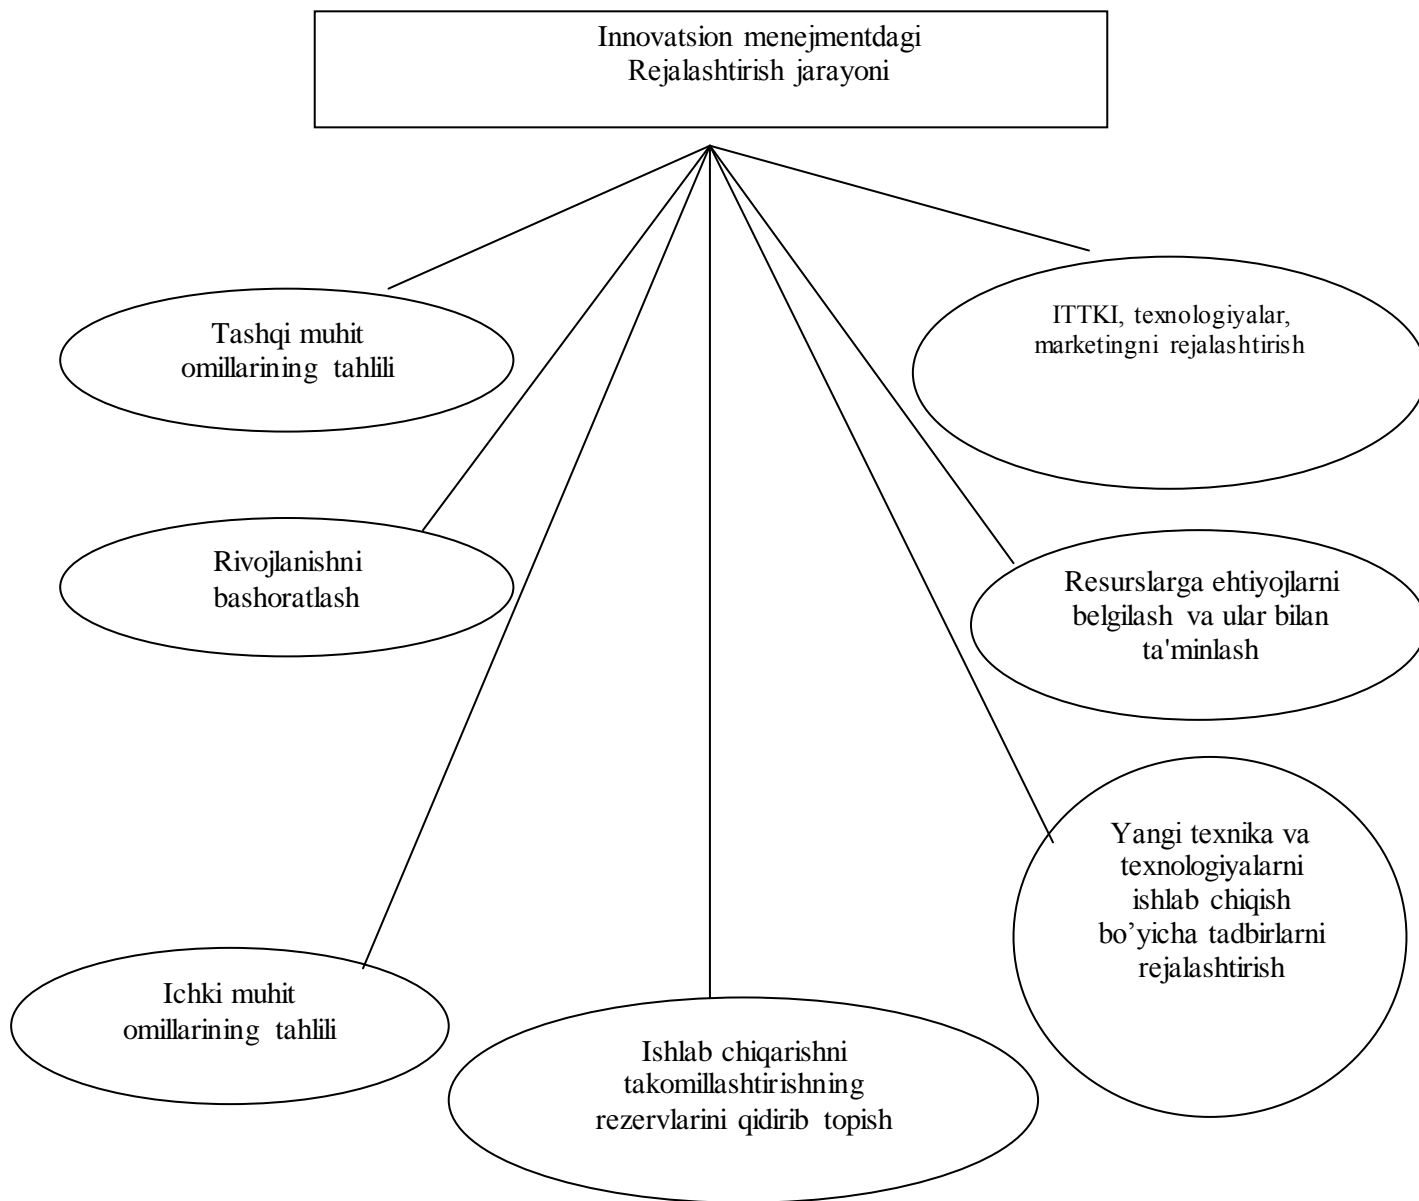 Innovatsion menejmentdagi
Rejalashtirish jarayoni
Tashqi muhit
omillarining tahlili
ITTKI, texnologiyalar,
marketingni rejalashtirish
Rivojlanishni
bashoratlash
Resurslarga ehtiyojlarni
belgilash va ular bilan
ta'minlash
Yangi texnika va
texnologiyalarni
ishlab chiqish
bo’yicha tadbirlarni
rejalashtirish
Ichki muhit
omillarining tahlili
Ishlab chiqarishni
takomillashtirishning
rezervlarini qidirib topish